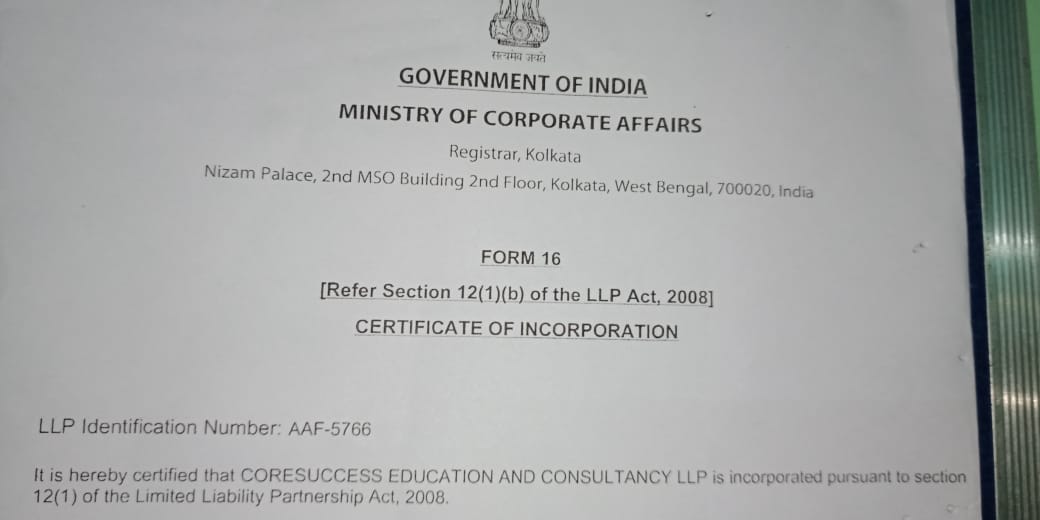 सत्यमेव जयते
GOVERNMENT OF INDIA
MINISTRY OF CORPORATE AFFAIRS
Registrar, Kolkata
Nizam Palace, 2nd MSO Building 2nd Floor, Kolkata, West Bengal, 700020, India
FORM 16
[Refer Section 12(1)(b) of the LLP Act, 2008]
CERTIFICATE OF INCORPORATION
LLP Identification Number: AAF-5766
It is hereby certified that CORESUCCESS EDUCATION AND CONSULTANCY LLP is incorporated pursuant to section
12(1) of the Limited Liability Partnership Act, 2008.